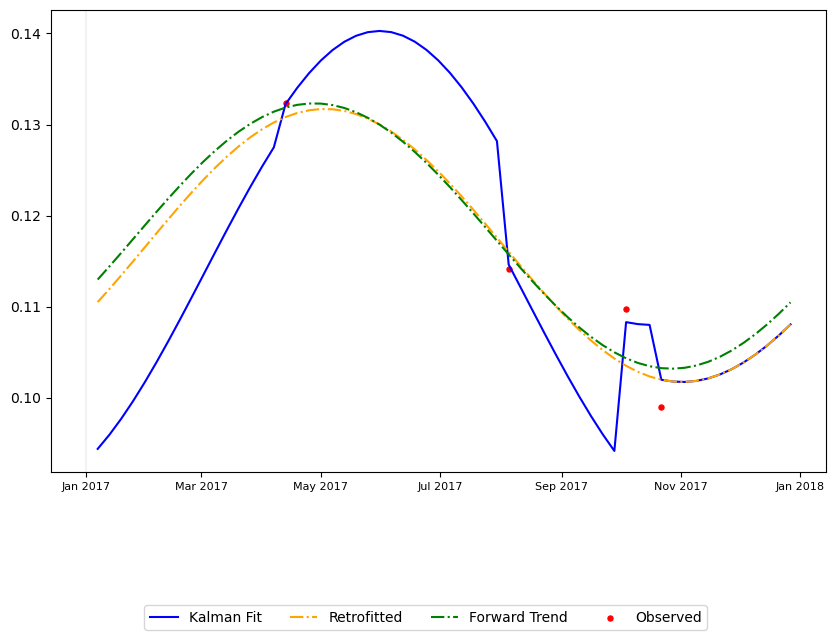 0.14
0.13
0.12
0.11
0.10
Jan 2017 Mar 2017 May 2017 Jul 2017 Sep 2017 Nov 2017 Jan 2018
Kalman Fit Retrofitted Forward Trend Observed